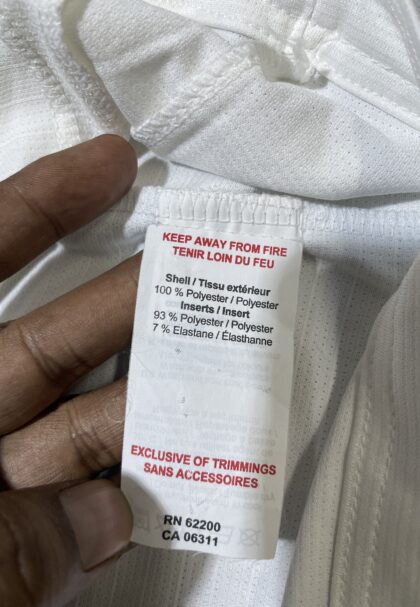 KEEP AWAY FROM FIRE
TENIR LOIN DU FEU
Shell / Tissu extérieur
100 % Polyester / Polyester
Inserts / Insert
93 % Polyester / Polyester
7 % Elastane / Élasthanne
EXCLUSIVE OF TRIMMINGS
SANS ACCESSOIRES
RN 62200
CA 06311